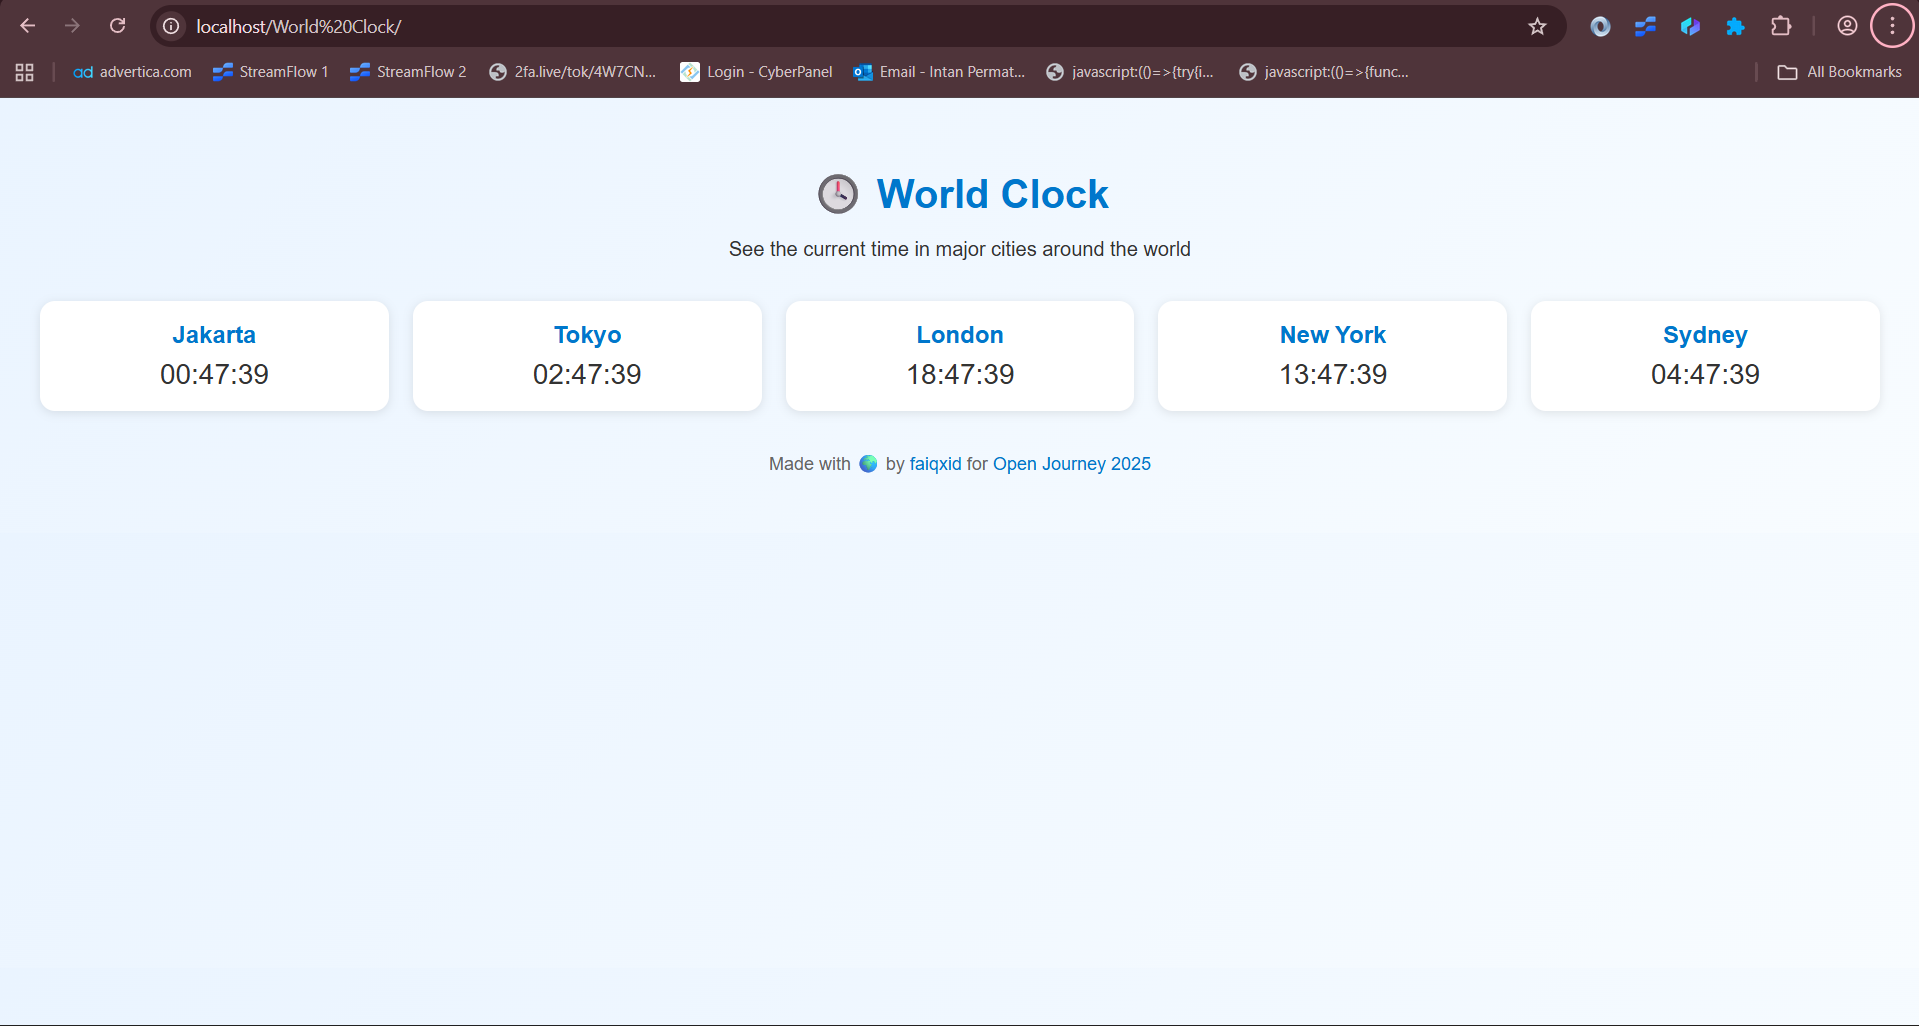 localhost/World%20Clock/
ad advertica.com StreamFlow 1 StreamFlow 2 2fa.live/tok/4W7CN... Login - CyberPanel Email - Intan Permat... javascript:(()=>{try{i... javascript:(()=>{func... All Bookmarks
World Clock
See the current time in major cities around the world
Jakarta
00:47:39
Tokyo
02:47:39
London
18:47:39
New York
13:47:39
Sydney
04:47:39
Made with 🌍 by faiqxid for Open Journey 2025